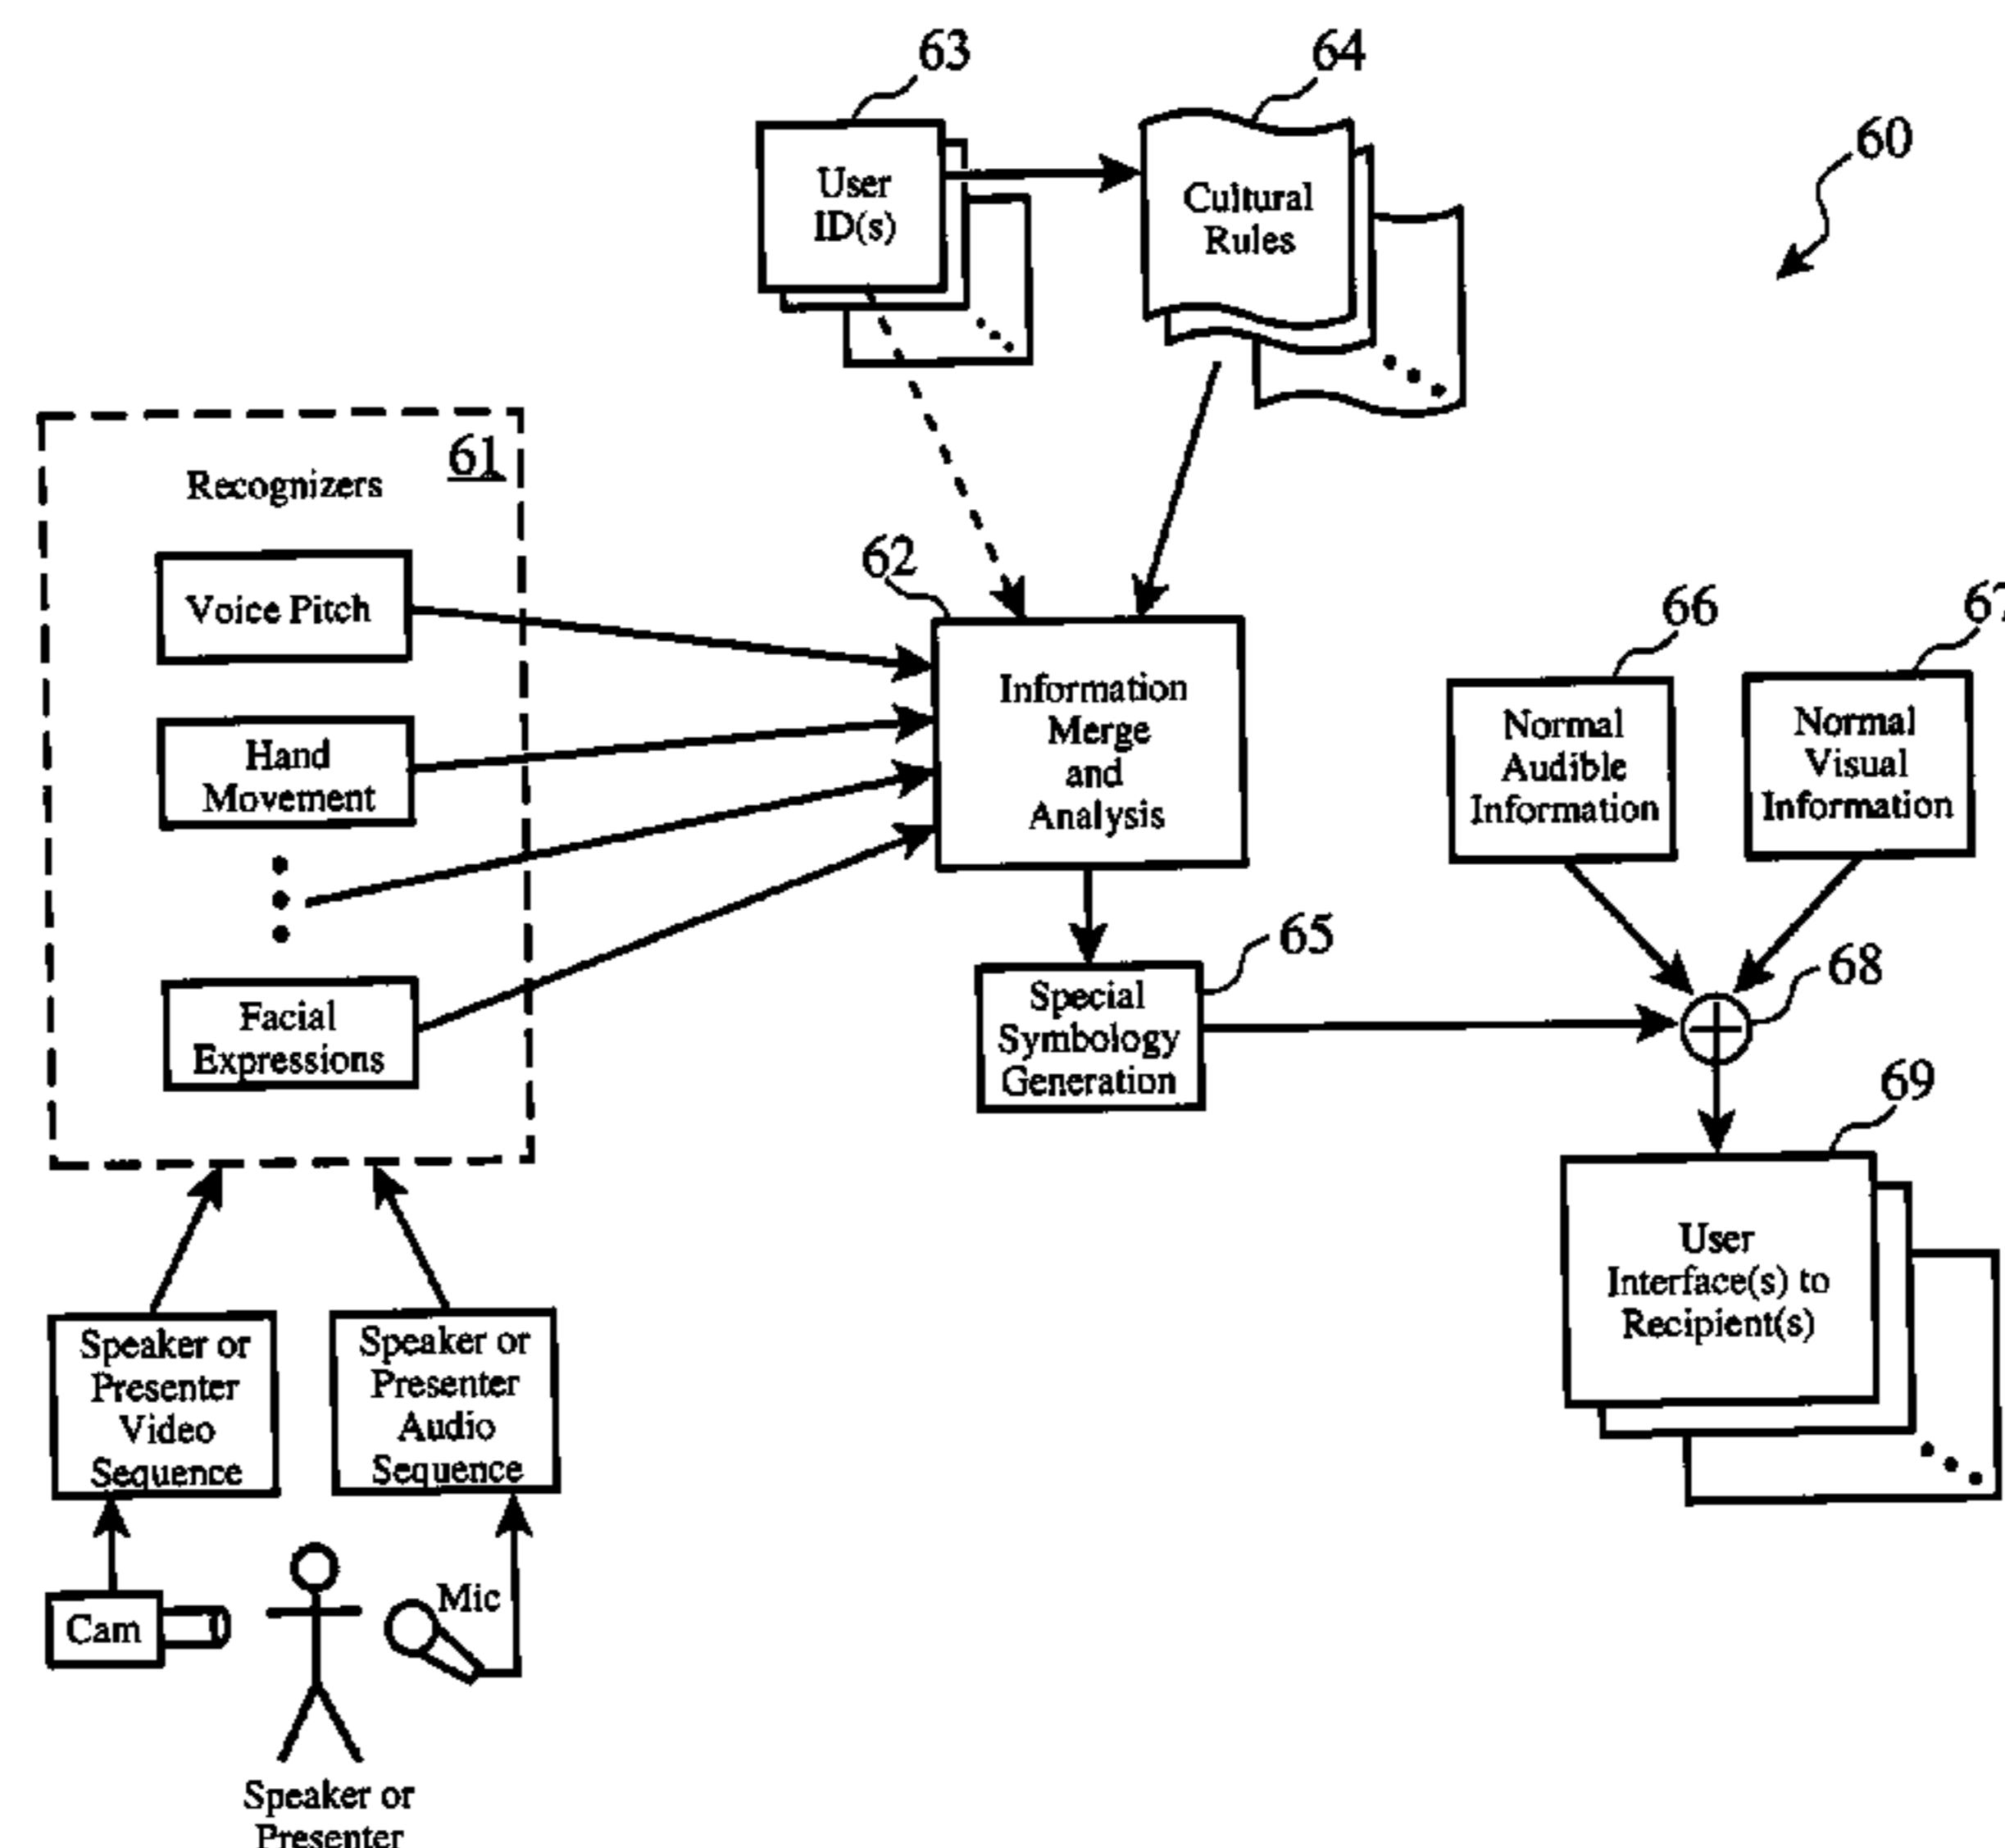 63
64
60
User
ID(s)
Cultural
Rules
61
Recognizers
Voice Pitch
Hand
Movement
Facial
Expressions
62
Information
Merge
and
Analysis
66
67
Normal
Audible
Information
Normal
Visual
Information
65
Special
Symbology
Generation
68
69
User
Interface(s) to
Recipient(s)
Speaker or
Presenter
Video
Sequence
Speaker or
Presenter
Audio
Sequence
Cam
Mic
Speaker or
Presenter